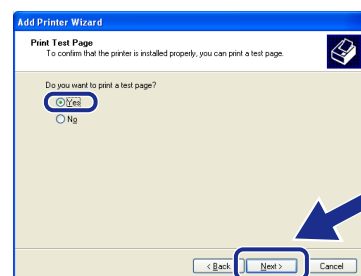 Add Printer Wizard
Print Test Page
To confirm that the printer is installed properly, you can print a test page.
Do you want to print a test page?
Yes
No
< Back Next > Cancel